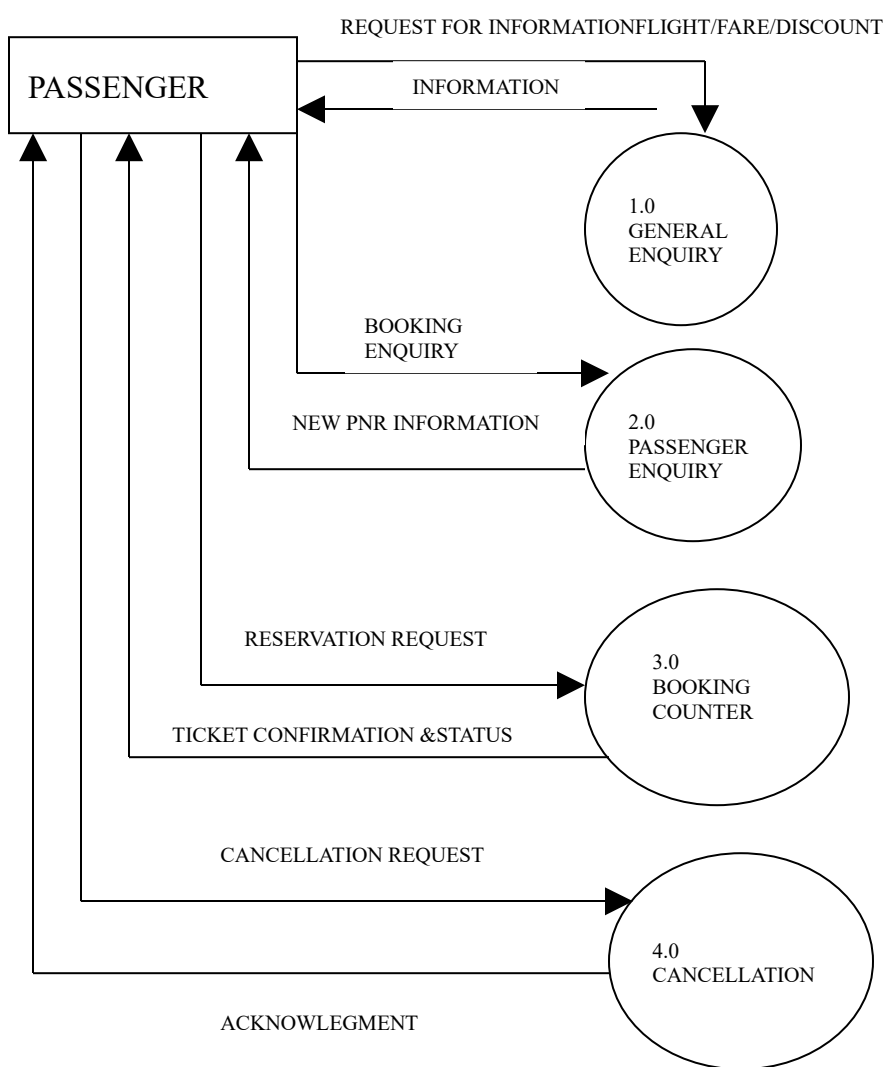 REQUEST FOR INFORMATIONFLIGHT/FARE/DISCOUNT
PASSENGER
INFORMATION
1.0
GENERAL
ENQUIRY
BOOKING
ENQUIRY
NEW PNR INFORMATION
2.0
PASSENGER
ENQUIRY
RESERVATION REQUEST
3.0
BOOKING
COUNTER
TICKET CONFIRMATION &STATUS
CANCELLATION REQUEST
4.0
CANCELLATION
ACKNOWLEGMENT